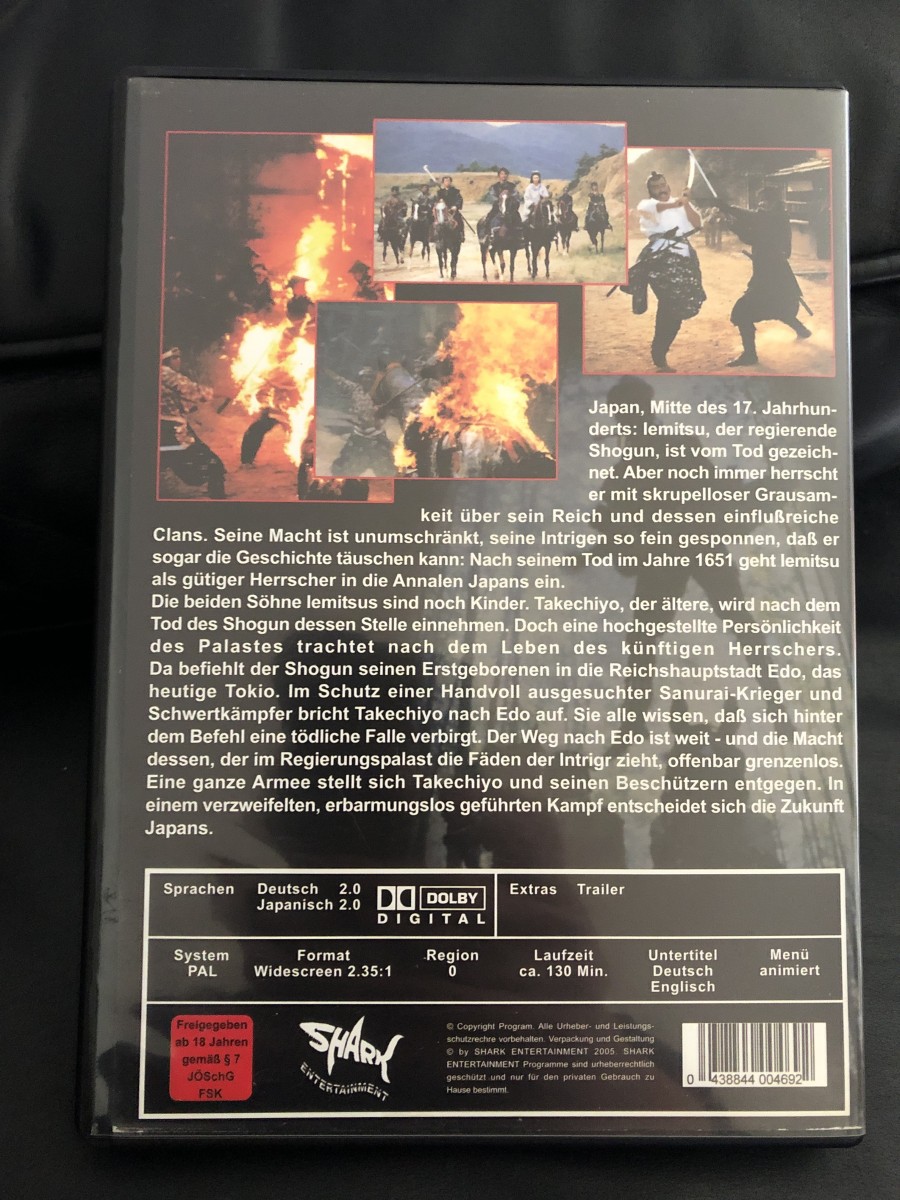 Japan, Mitte des 17. Jahrhun-
derts: Iemitsu, der regierende
Shogun, ist vom Tod gezeich-
net. Aber noch immer herrscht
er mit skrupelloser Grausam-
keit über sein Reich und dessen einflußreiche
Clans. Seine Macht ist unumschränkt, seine Intrigen so fein gesponnen, daß er
sogar die Geschichte täuschen kann: Nach seinem Tod im Jahre 1651 geht Iemitsu
als gütiger Herrscher in die Annalen Japans ein.
Die beiden Söhne Iemitsus sind noch Kinder. Takechiyo, der ältere, wird nach dem
Tod des Shogun dessen Stelle einnehmen. Doch eine hochgestellte Persönlichkeit
des Palastes trachtet nach dem Leben des künftigen Herrschers.
Da befiehlt der Shogun seinen Erstgeborenen in die Reichshauptstadt Edo, das
heutige Tokio. Im Schutz einer Handvoll ausgesuchter Sanurai-Krieger und
Schwertkämpfer bricht Takechiyo nach Edo auf. Sie alle wissen, daß sich hinter
dem Befehl eine tödliche Falle verbirgt. Der Weg nach Edo ist weit - und die Macht
dessen, der im Regierungspalast die Fäden der Intrigr zieht, offenbar grenzenlos.
Eine ganze Armee stellt sich Takechiyo und seinen Beschützern entgegen. In
einem verzweifelten, erbarmungslos geführten Kampf entscheidet sich die Zukunft
Japans.
Sprachen Deutsch 2.0
Japanisch 2.0
DOLBY
DIGITAL
Extras Trailer
System
PAL
Format
Widescreen 2.35:1
Region
0
Laufzeit
ca. 130 Min.
Untertitel
Deutsch
Englisch
Menü
animiert
Freigegeben
ab 18 Jahren
gemäß § 7
JÖSchG
FSK
SHARK
ENTERTAINMENT
© Copyright Program. Alle Urheber- und Leistungs-
schutzrechte vorbehalten. Verpackung und Gestaltung
© by SHARK ENTERTAINMENT 2005. SHARK
ENTERTAINMENT Programme sind urheberrechtlich
geschützt und nur für den privaten Gebrauch zu
Hause bestimmt.
0 438844 004692